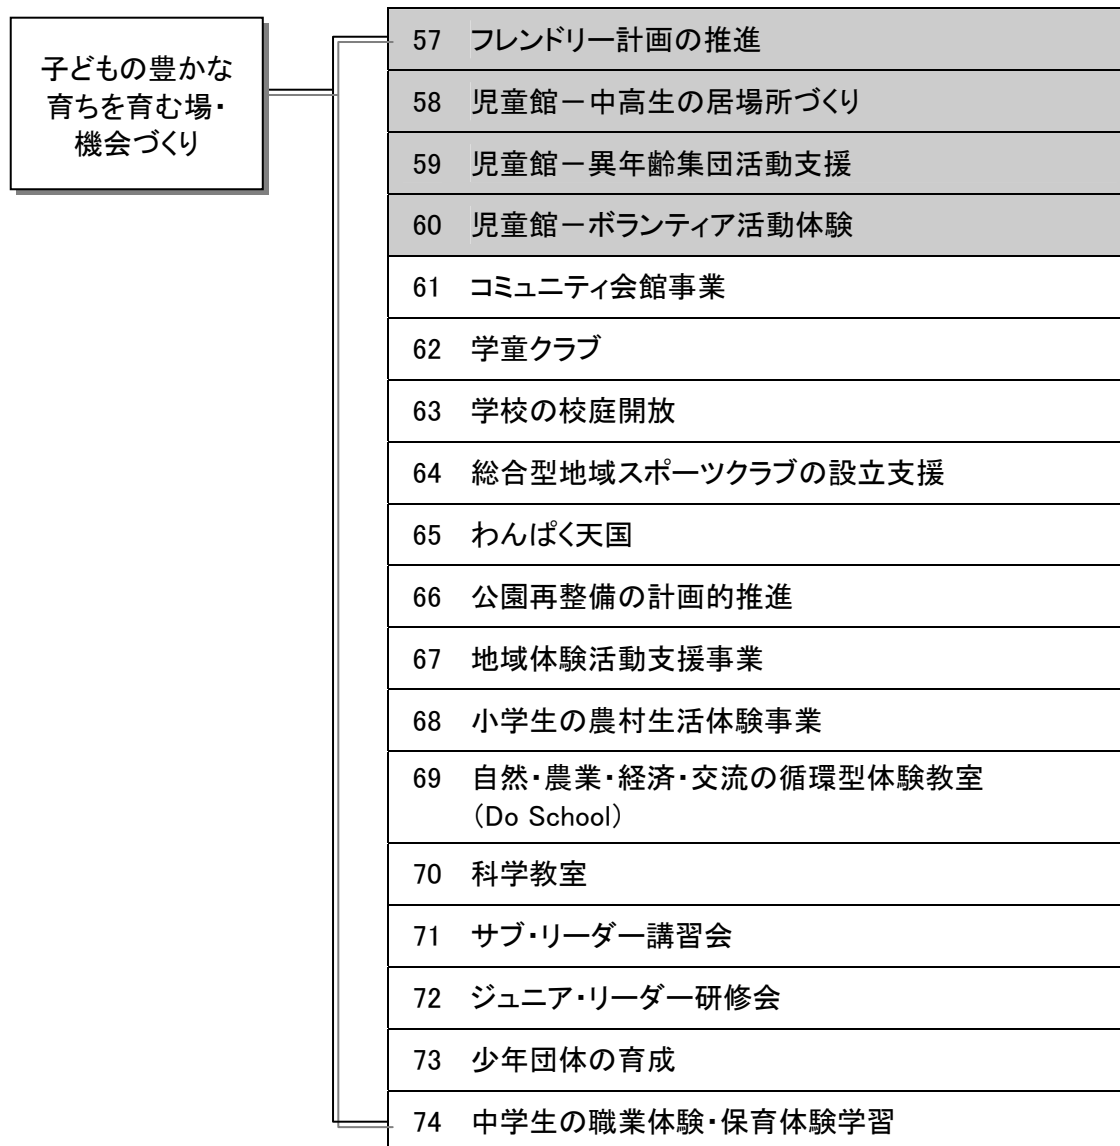 子どもの豊かな
育ちを育む場・
機会づくり
57 フレンドリー計画の推進
58 児童館－中高生の居場所づくり
59 児童館－異年齢集団活動支援
60 児童館－ボランティア活動体験
61 コミュニティ会館事業
62 学童クラブ
63 学校の校庭開放
64 総合型地域スポーツクラブの設立支援
65 わんぱく天国
66 公園再整備の計画的推進
67 地域体験活動支援事業
68 小学生の農村生活体験事業
69 自然・農業・経済・交流の循環型体験教室
（Do School）
70 科学教室
71 サブ・リーダー講習会
72 ジュニア・リーダー研修会
73 少年団体の育成
74 中学生の職業体験・保育体験学習